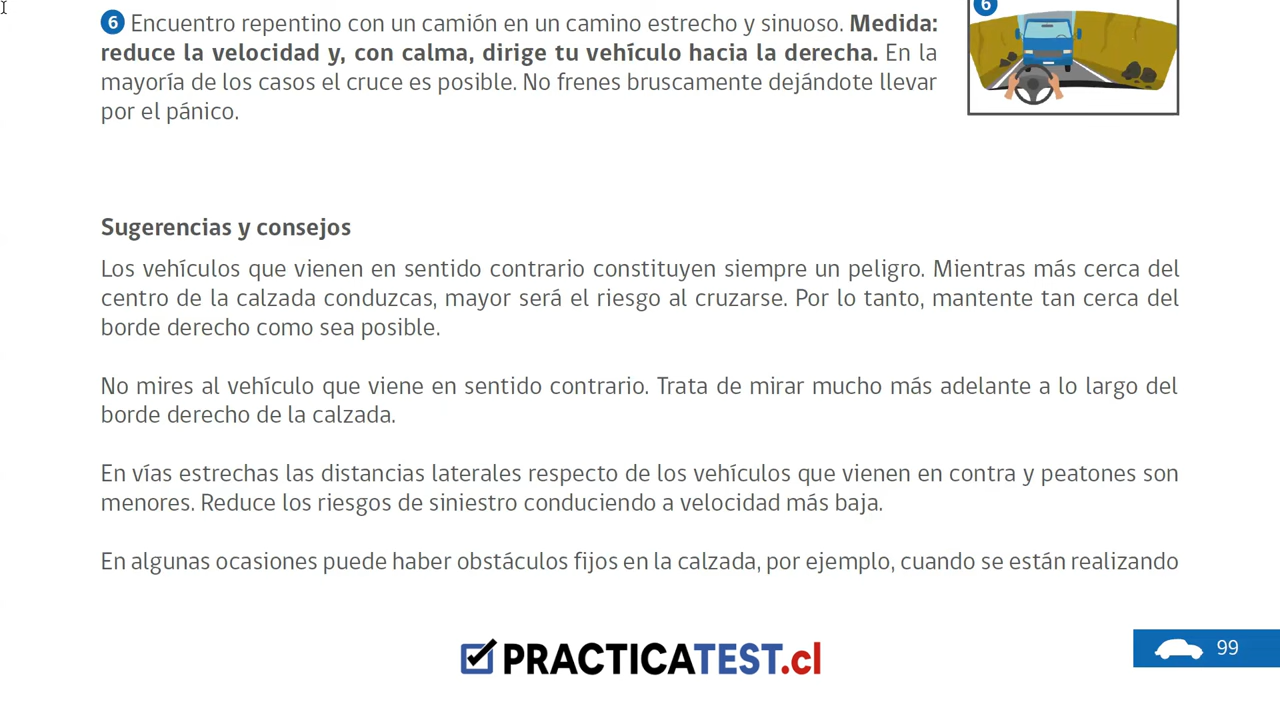 6 Encuentro repentino con un camión en un camino estrecho y sinuoso. Medida:
reduce la velocidad y, con calma, dirige tu vehículo hacia la derecha. En la
mayoría de los casos el cruce es posible. No frenes bruscamente dejándote llevar
por el pánico.
6
Sugerencias y consejos
Los vehículos que vienen en sentido contrario constituyen siempre un peligro. Mientras más cerca del
centro de la calzada conduzcas, mayor será el riesgo al cruzarse. Por lo tanto, mantente tan cerca del
borde derecho como sea posible.
No mires al vehículo que viene en sentido contrario. Trata de mirar mucho más adelante a lo largo del
borde derecho de la calzada.
En vías estrechas las distancias laterales respecto de los vehículos que vienen en contra y peatones son
menores. Reduce los riesgos de siniestro conduciendo a velocidad más baja.
En algunas ocasiones puede haber obstáculos fijos en la calzada, por ejemplo, cuando se están realizando
PRACTICATEST.cl
99